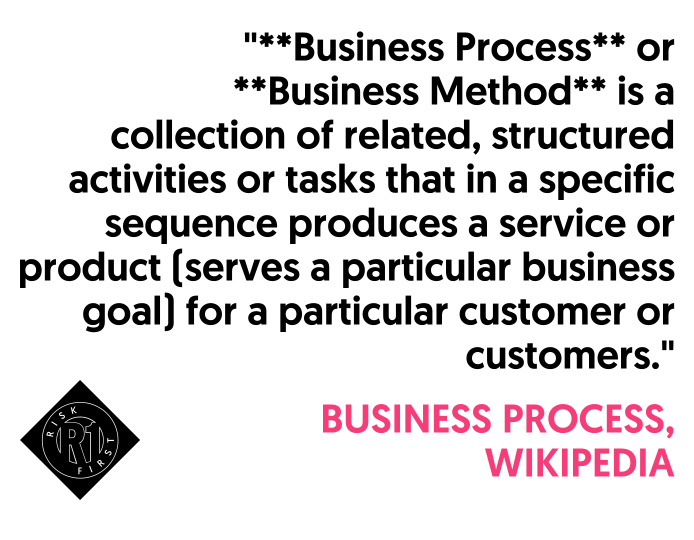 "**Business Process** or
**Business Method** is a
collection of related, structured
activities or tasks that in a specific
sequence produces a service or
product (serves a particular business
goal) for a particular customer or
customers."
BUSINESS PROCESS,
WIKIPEDIA
RISK
R1
FIRST